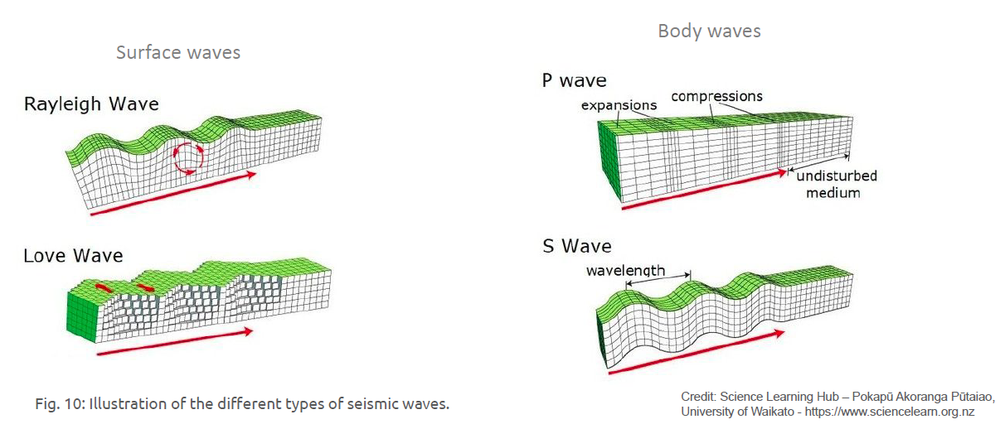 Surface waves
Rayleigh Wave
Love Wave
Body waves
P wave
expansions
compressions
undisturbed
medium
S Wave
wavelength
Fig. 10: Illustration of the different types of seismic waves.
Credit: Science Learning Hub – Pokapū Akoranga Pūtaiao,
University of Waikato - https://www.sciencelearn.org.nz